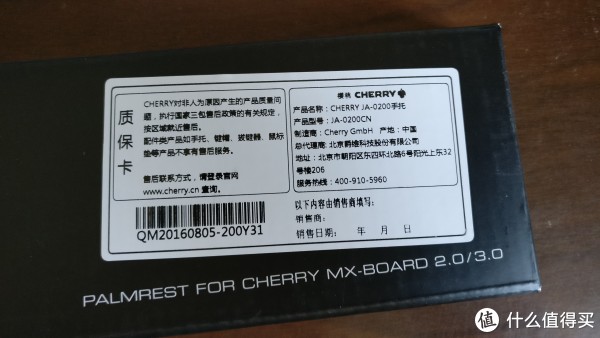 质保卡
CHERRY对非人为原因产生的产品质量问
题，执行国家三包售后政策的有关规定，
按区域就近售后。
配件类产品如手托、键帽、拔键器、鼠标
垫等产品不享有售后服务。
售后联系方式，请登录官网
www.cherry.cn 查询。
QM20160805-200Y31
樱桃 CHERRY
产品名称：CHERRY JA-0200手托
产品型号：JA-0200CN
制造商：Cherry GmbH 产地：中国
总代理商：北京爵绘科技股份有限公司
地址：北京市朝阳区东四环北路6号阳光上东32
号楼206
服务热线：400-910-5960
以下内容由销售商填写：
销售商：
销售日期： 年 月 日
PALMREST FOR CHERRY MX-BOARD 2.0/3.0
值 什么值得买